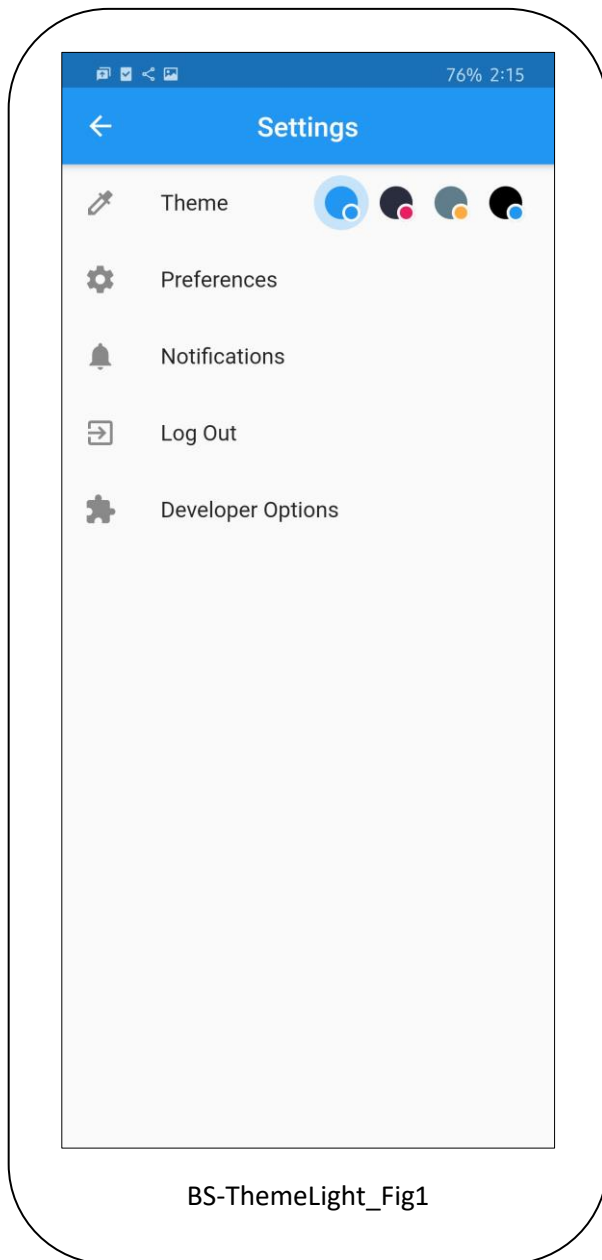 76% 2:15
Settings
Theme
Preferences
Notifications
Log Out
Developer Options
BS-ThemeLight_Fig1